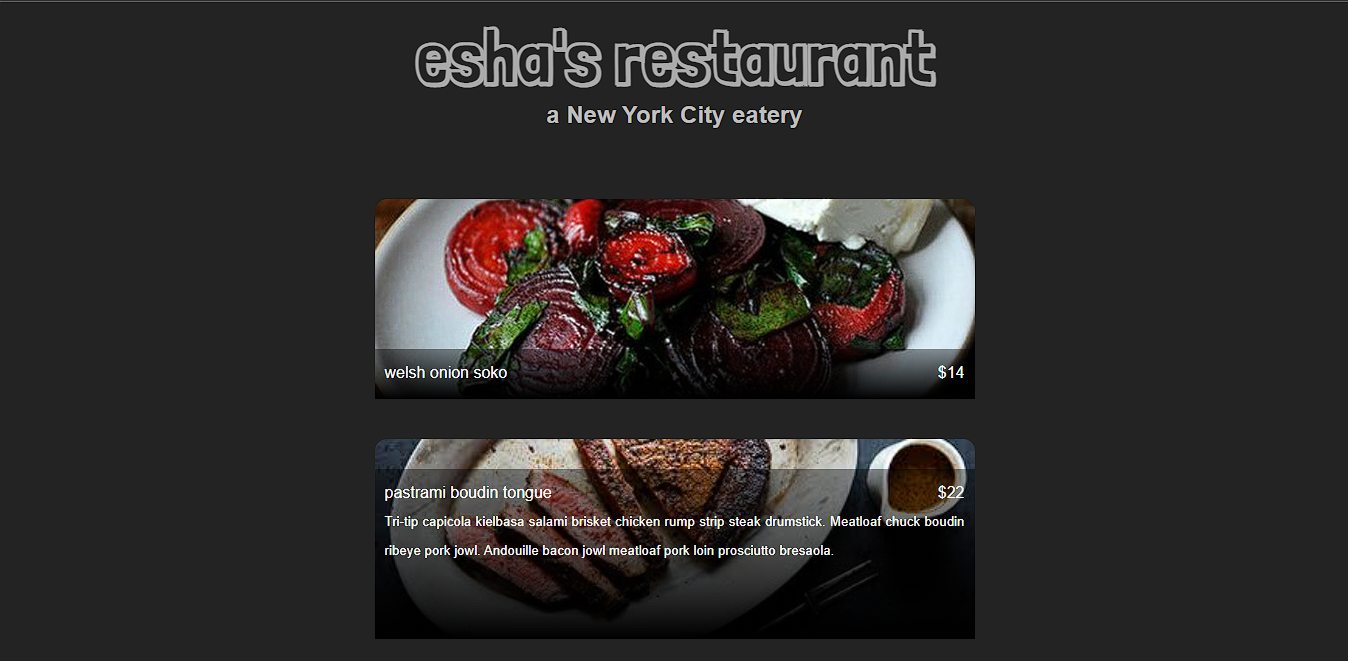 esha's restaurant
a New York City eatery
welsh onion soko $14
pastrami boudin tongue $22
Tri-tip capicola kielbasa salami brisket chicken rump strip steak drumstick. Meatloaf chuck boudin
ribeye pork jowl. Andouille bacon jowl meatloaf pork loin prosciutto bresaola.